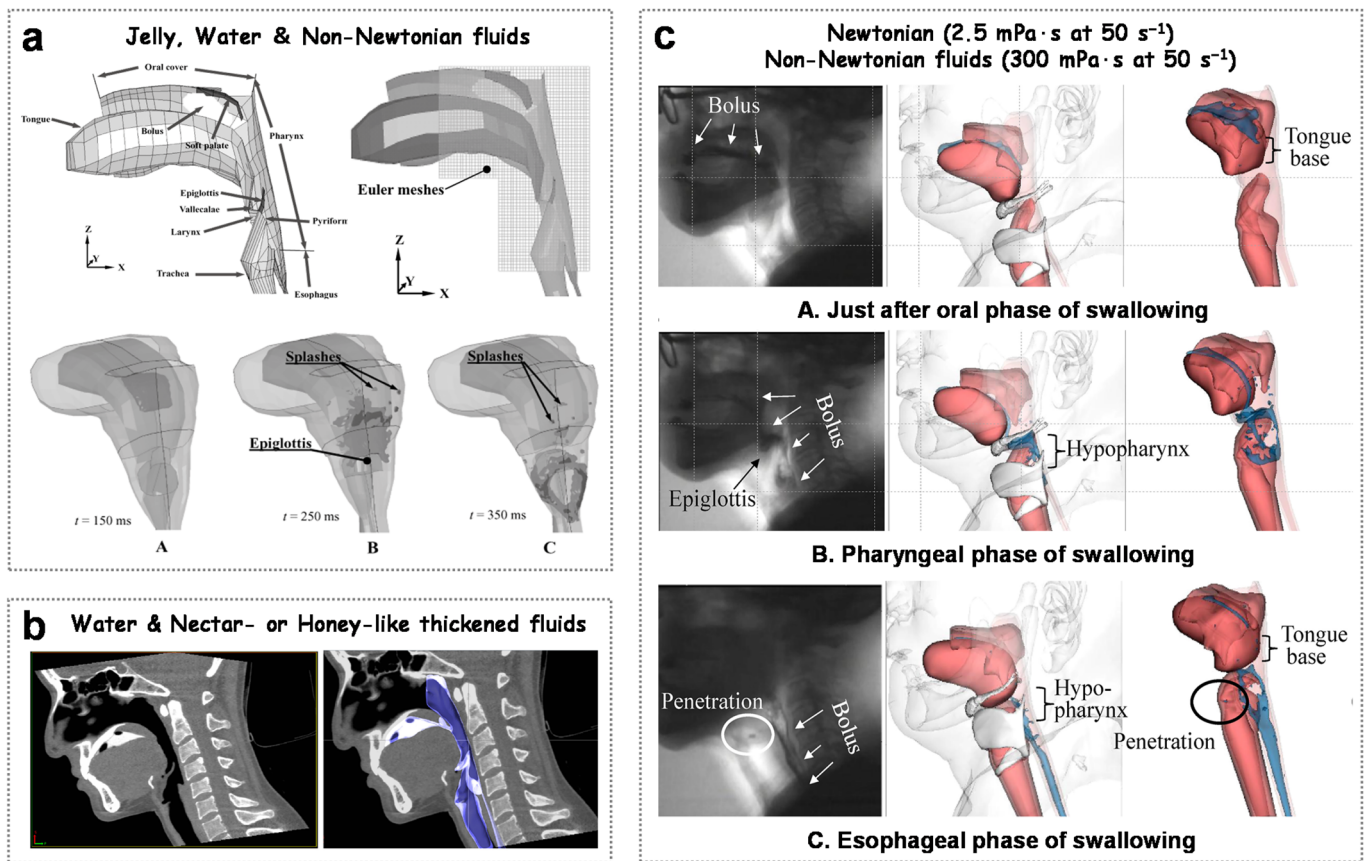 a
Jelly, Water & Non-Newtonian fluids
Oral cover
Tongue
Bolus
Soft palate
Pharynx
Epiglottis
Vallecalae
Larynx
Pyriform
Trachea
Esophagus
Z
Y
X
Euler meshes
Z
Y
X
Splashes
Splashes
Epiglottis
t = 150 ms
t = 250 ms
t = 350 ms
A
B
C
b
Water & Nectar- or Honey-like thickened fluids
c
Newtonian (2.5 mPa·s at 50 s⁻¹)
Non-Newtonian fluids (300 mPa·s at 50 s⁻¹)
Bolus
Tongue
base
A. Just after oral phase of swallowing
Bolus
Epiglottis
Hypopharynx
B. Pharyngeal phase of swallowing
Penetration
Bolus
Hypo-
pharynx
Tongue
base
Penetration
C. Esophageal phase of swallowing